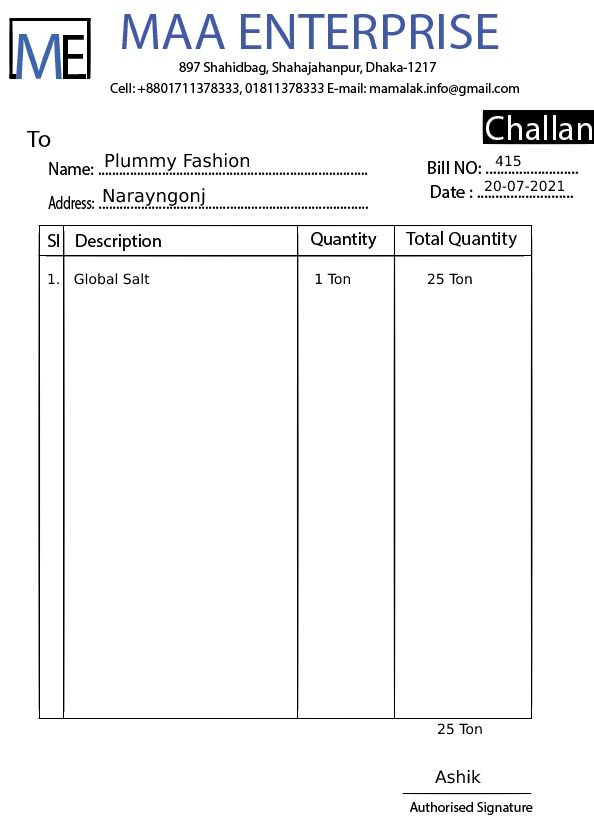 ME MAA ENTERPRISE
897 Shahidbag, Shahajahanpur, Dhaka-1217
Cell: +8801711378333, 01811378333 E-mail: mamalak.info@gmail.com
Challan
To
Name: Plummy Fashion
Bill NO: 415
Address: Narayngonj
Date : 20-07-2021
Sl Description Quantity Total Quantity
1. Global Salt 1 Ton 25 Ton
25 Ton
Ashik
Authorised Signature